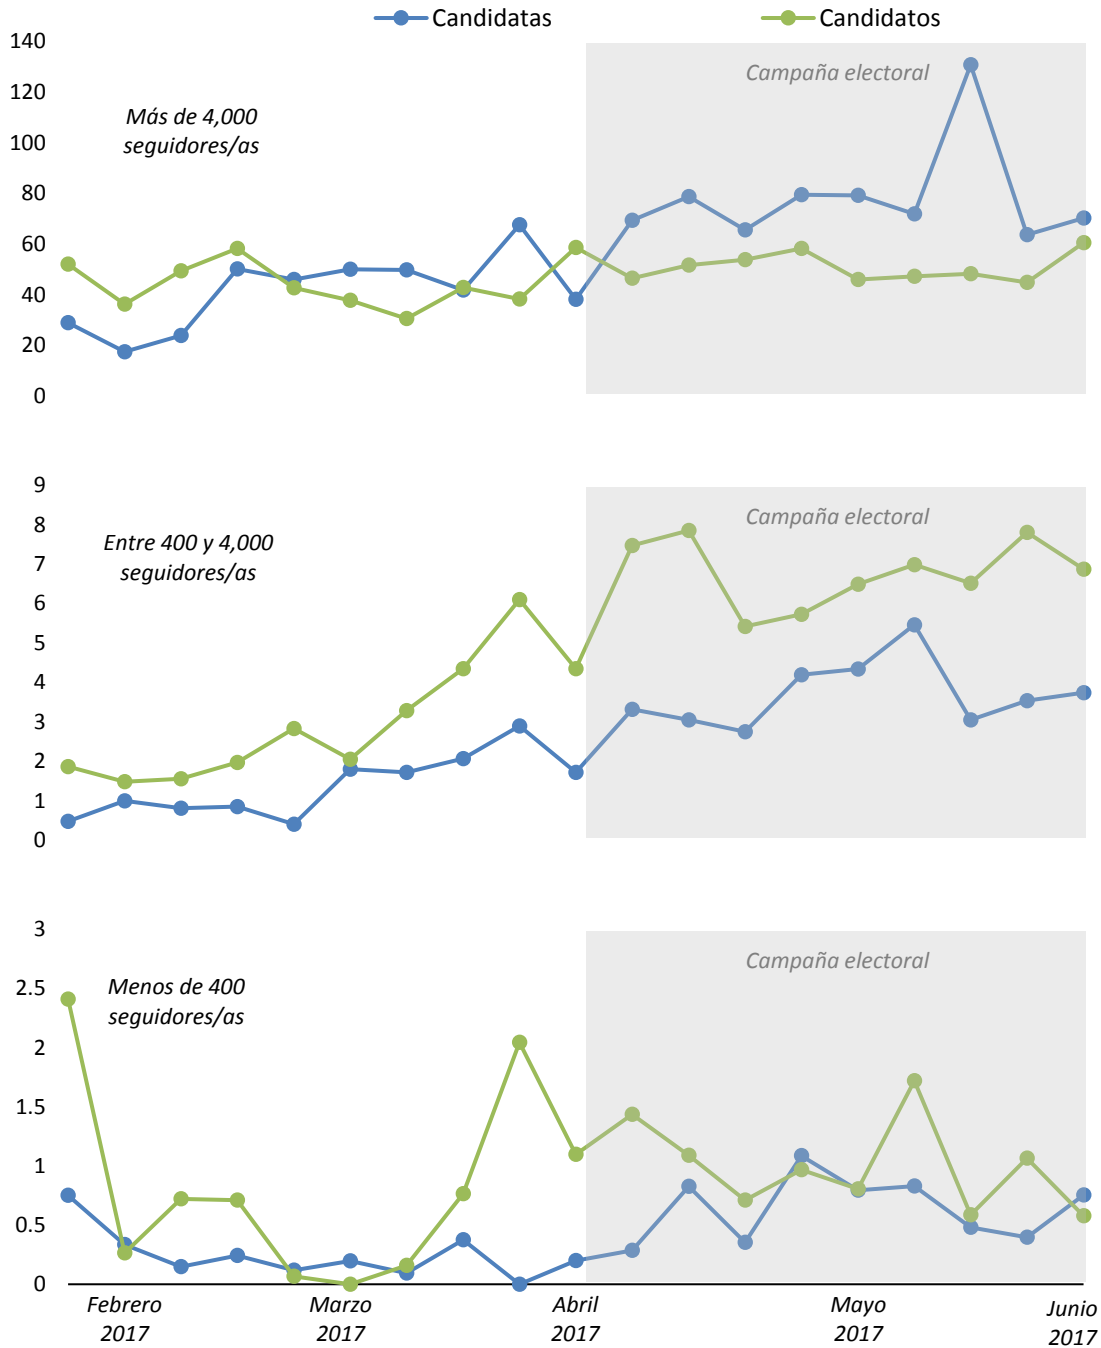 Candidatas
Candidatos
140
120
100
80
60
40
20
0
Más de 4,000
seguidores/as
Campaña electoral
9
8
7
6
5
4
3
2
1
0
Entre 400 y 4,000
seguidores/as
Campaña electoral
3
2.5
2
1.5
1
0.5
0
Menos de 400
seguidores/as
Campaña electoral
Febrero
2017
Marzo
2017
Abril
2017
Mayo
2017
Junio
2017